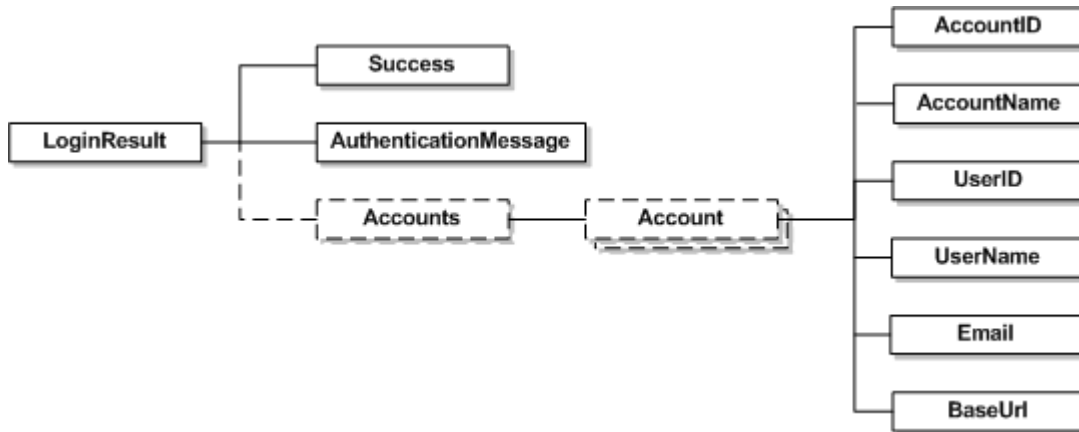 LoginResult
Success
AuthenticationMessage
Accounts
Account
AccountID
AccountName
UserID
UserName
Email
BaseUrl